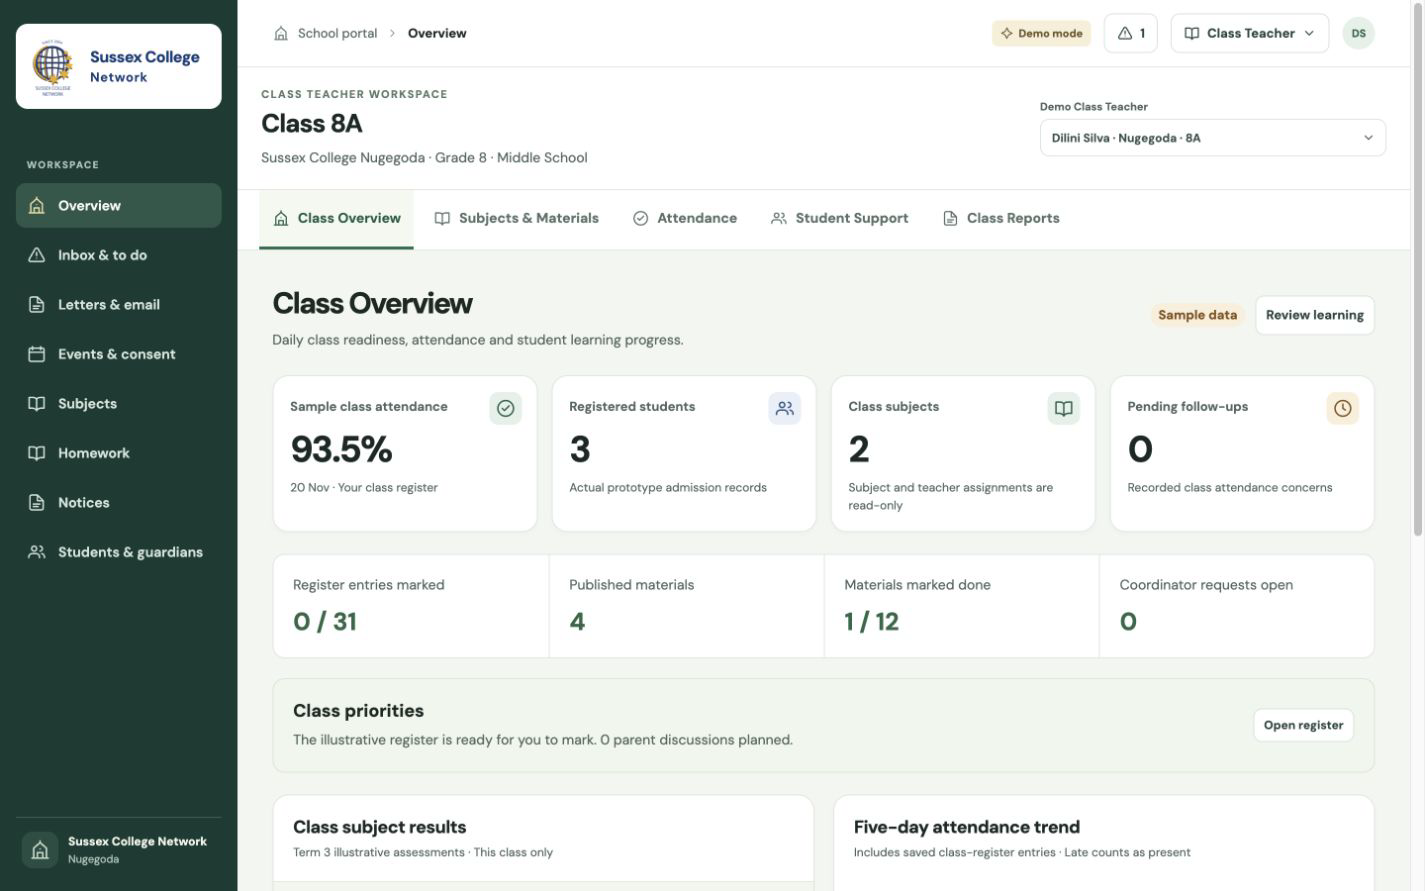 Sussex College
Network
SUSSEX COLLEGE
NETWORK
WORKSPACE
Overview
Inbox & to do
Letters & email
Events & consent
Subjects
Homework
Notices
Students & guardians
Sussex College Network
Nugegoda
School portal > Overview
Demo mode
1
Class Teacher
DS
CLASS TEACHER WORKSPACE
Class 8A
Sussex College Nugegoda · Grade 8 · Middle School
Demo Class Teacher
Dilini Silva · Nugegoda · 8A
Class Overview
Subjects & Materials
Attendance
Student Support
Class Reports
Class Overview
Daily class readiness, attendance and student learning progress.
Sample data
Review learning
Sample class attendance
93.5%
20 Nov · Your class register
Registered students
3
Actual prototype admission records
Class subjects
2
Subject and teacher assignments are
read-only
Pending follow-ups
0
Recorded class attendance concerns
Register entries marked
0 / 31
Published materials
4
Materials marked done
1 / 12
Coordinator requests open
0
Class priorities
The illustrative register is ready for you to mark. 0 parent discussions planned.
Open register
Class subject results
Term 3 illustrative assessments · This class only
Five-day attendance trend
Includes saved class-register entries · Late counts as present